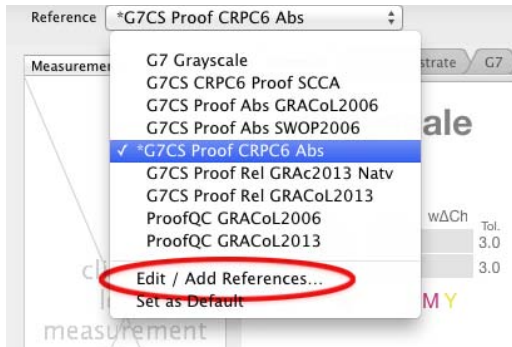 Reference *G7CS Proof CRPC6 Abs
Measuremen
strate G7
G7 Grayscale
G7CS CRPC6 Proof SCCA
G7CS Proof Abs GRACoL2006
G7CS Proof Abs SWOP2006
ale
✓ *G7CS Proof CRPC6 Abs
G7CS Proof Rel GRAc2013 Natv
G7CS Proof Rel GRACoL2013
ProofQC GRACoL2006
wΔCh Tol.
ProofQC GRACoL2013
3.0
3.0
cli
Edit / Add References...
Set as Default
M Y
measurement